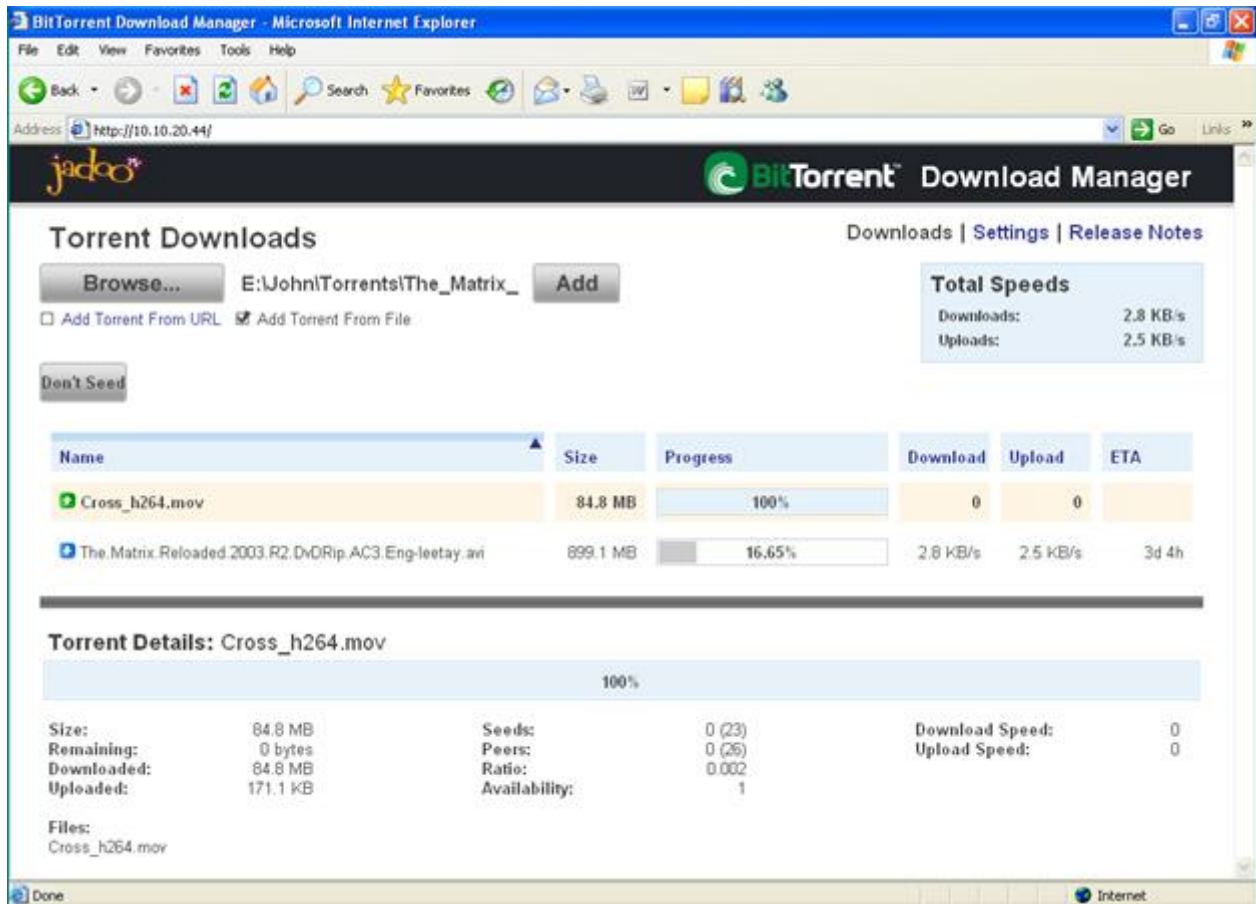 BitTorrent Download Manager - Microsoft Internet Explorer
File Edit View Favorites Tools Help
Back Search Favorites
Address http://10.10.20.44/ Go Links »
jadoo tv BitTorrent™ Download Manager
Torrent Downloads Downloads | Settings | Release Notes
Browse... E:\John\Torrents\The_Matrix_ Add
Add Torrent From URL Add Torrent From File
Total Speeds
Downloads: 2.8 KB/s
Uploads: 2.5 KB/s
Don't Seed
Name Size Progress Download Upload ETA
Cross_h264.mov 84.8 MB 100% 0 0
The.Matrix.Reloaded.2003.R2.DvDRip.AC3.Eng-leetay.avi 899.1 MB 16.65% 2.8 KB/s 2.5 KB/s 3d 4h
Torrent Details: Cross_h264.mov
100%
Size: 84.8 MB Seeds: 0 (23) Download Speed: 0
Remaining: 0 bytes Peers: 0 (26) Upload Speed: 0
Downloaded: 84.8 MB Ratio: 0.002
Uploaded: 171.1 KB Availability: 1
Files:
Cross_h264.mov
Done Internet